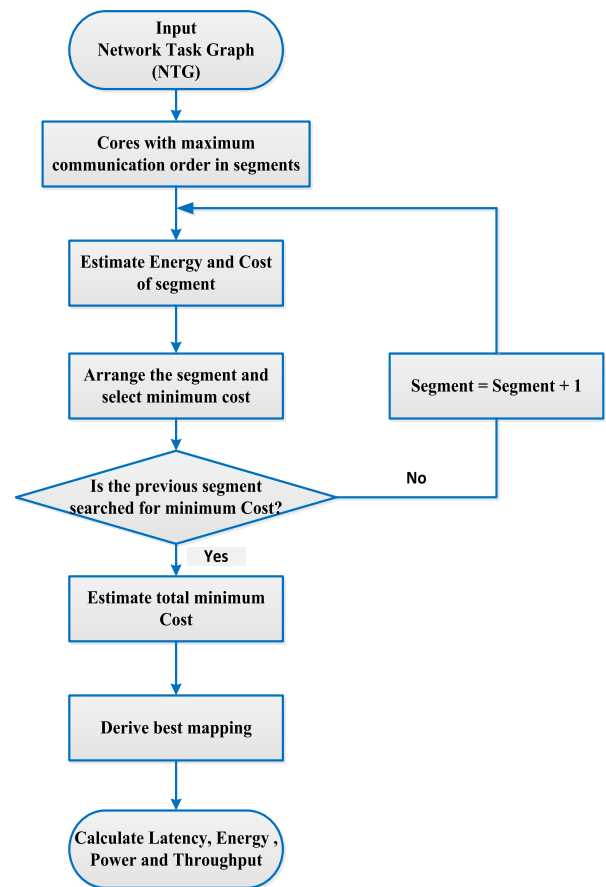 Input
Network Task Graph
(NTG)
Cores with maximum
communication order in segments
Estimate Energy and Cost
of segment
Arrange the segment and
select minimum cost
Segment = Segment + 1
Is the previous segment
searched for minimum Cost?
No
Yes
Estimate total minimum
Cost
Derive best mapping
Calculate Latency, Energy ,
Power and Throughput